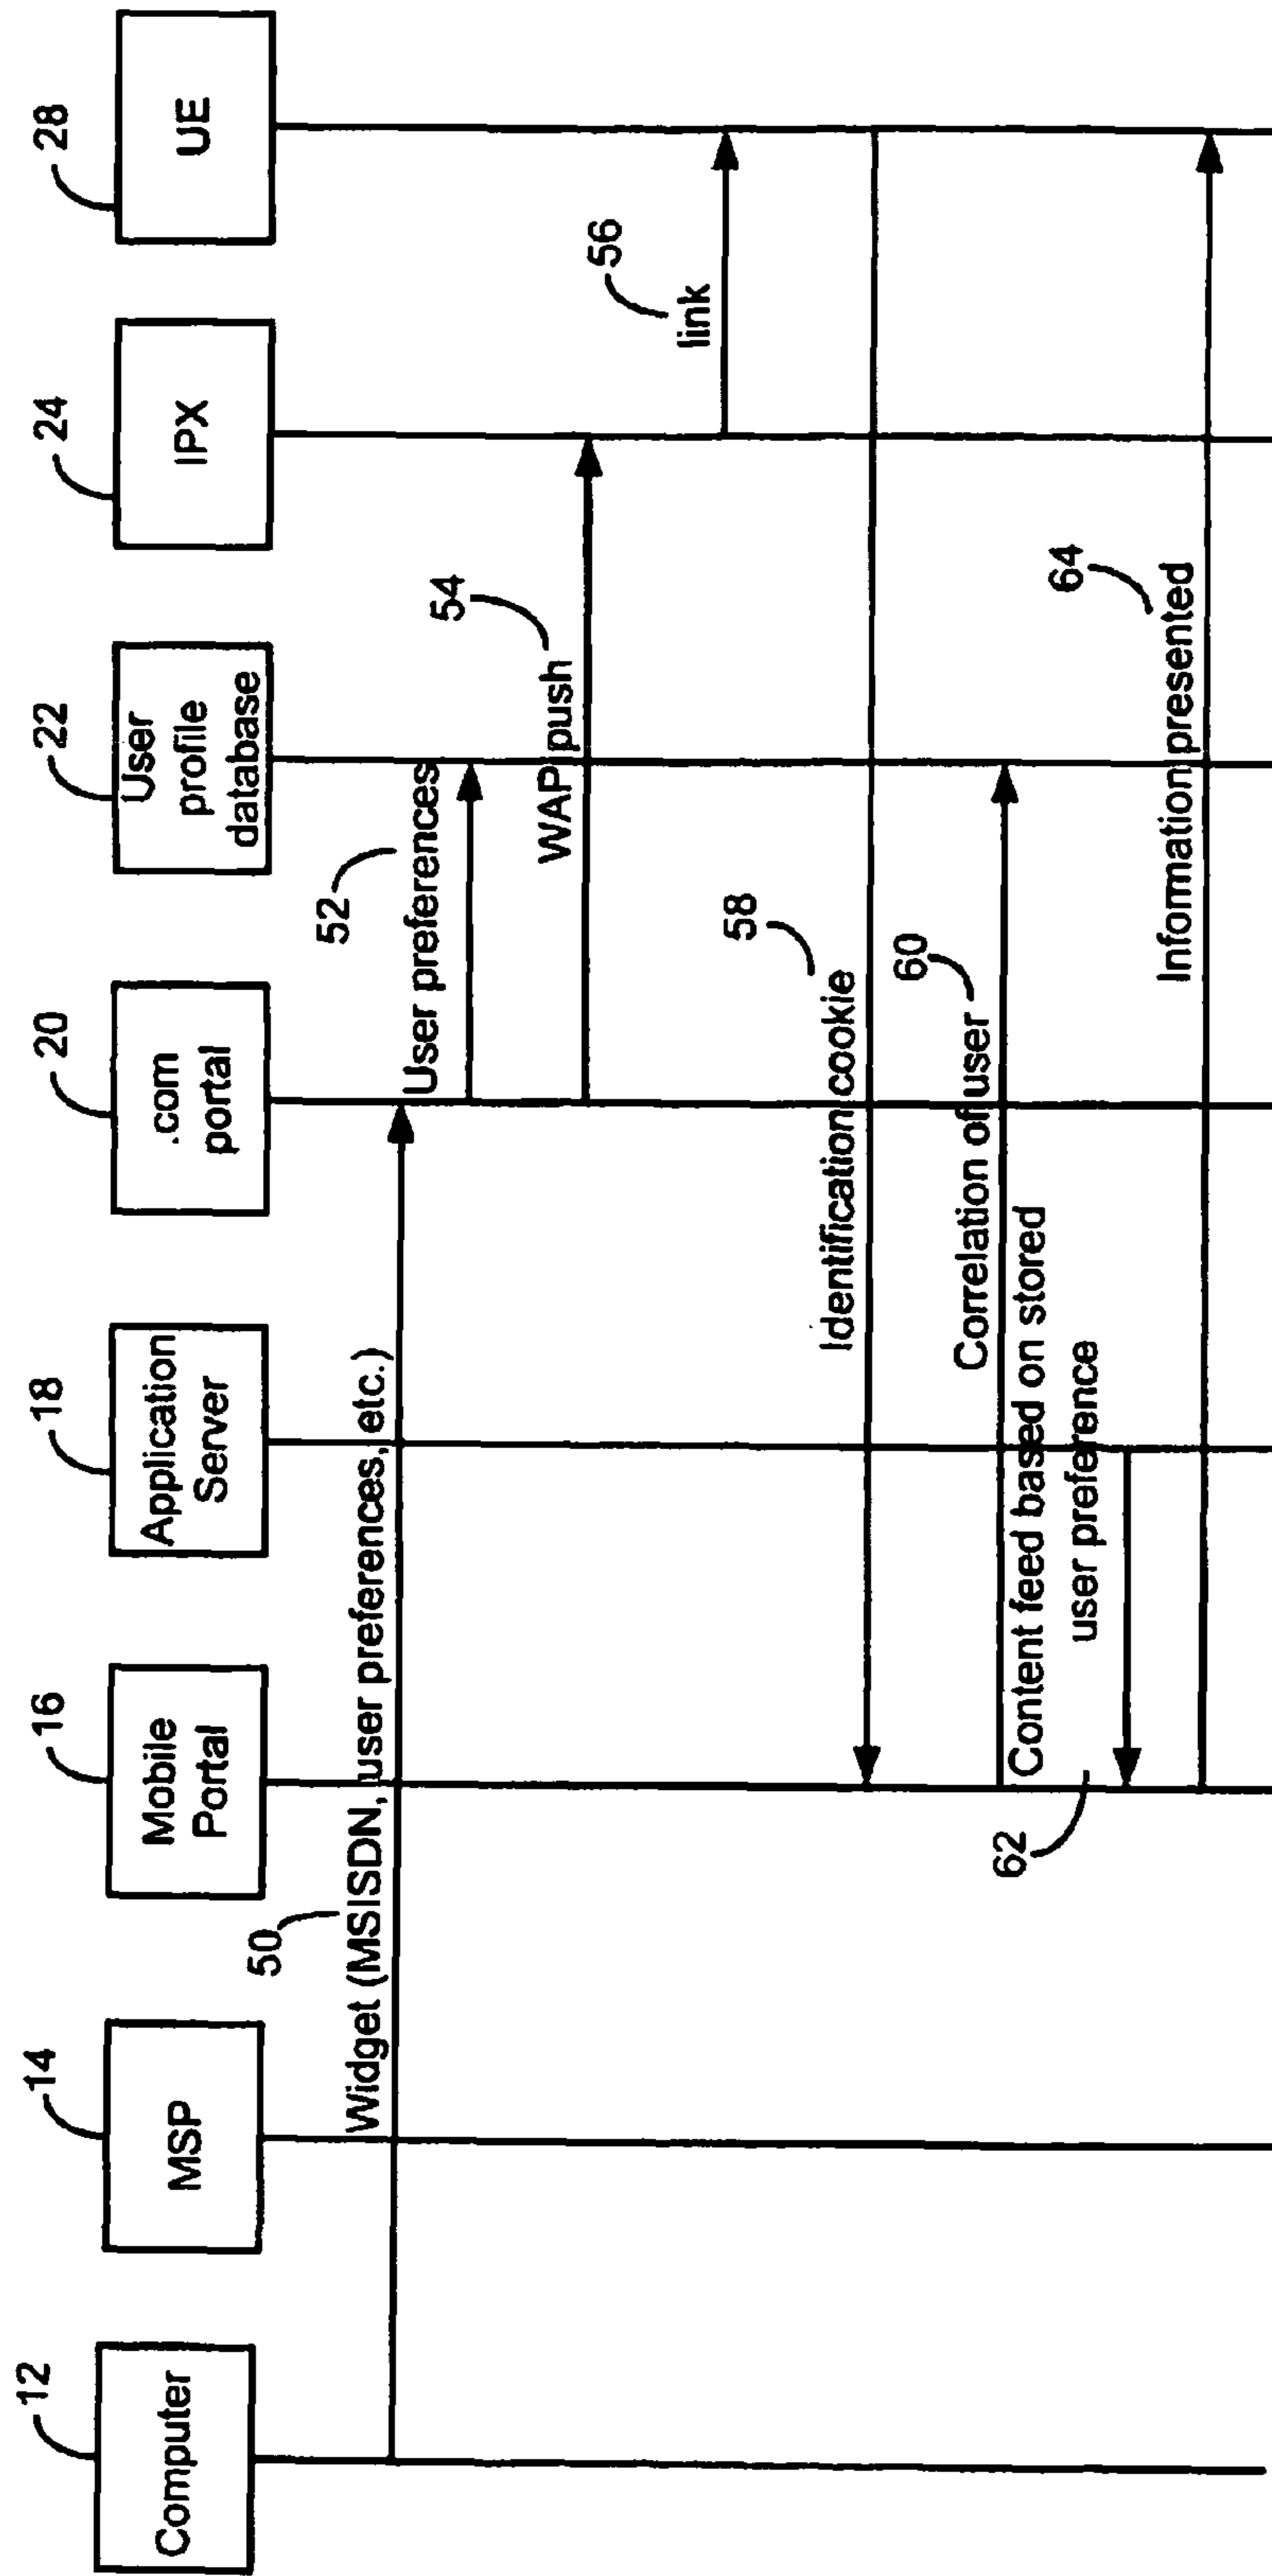 12
14
16
18
20
22
24
28
Computer
MSP
Mobile
Portal
Application
Server
.com
portal
User
profile
database
IPX
UE
50
Widget (MSISDN, user preferences, etc.)
52
User preferences
54
WAP push
56
link
58
Identification cookie
60
Correlation of user
Content feed based on stored
user preference
62
64
Information presented